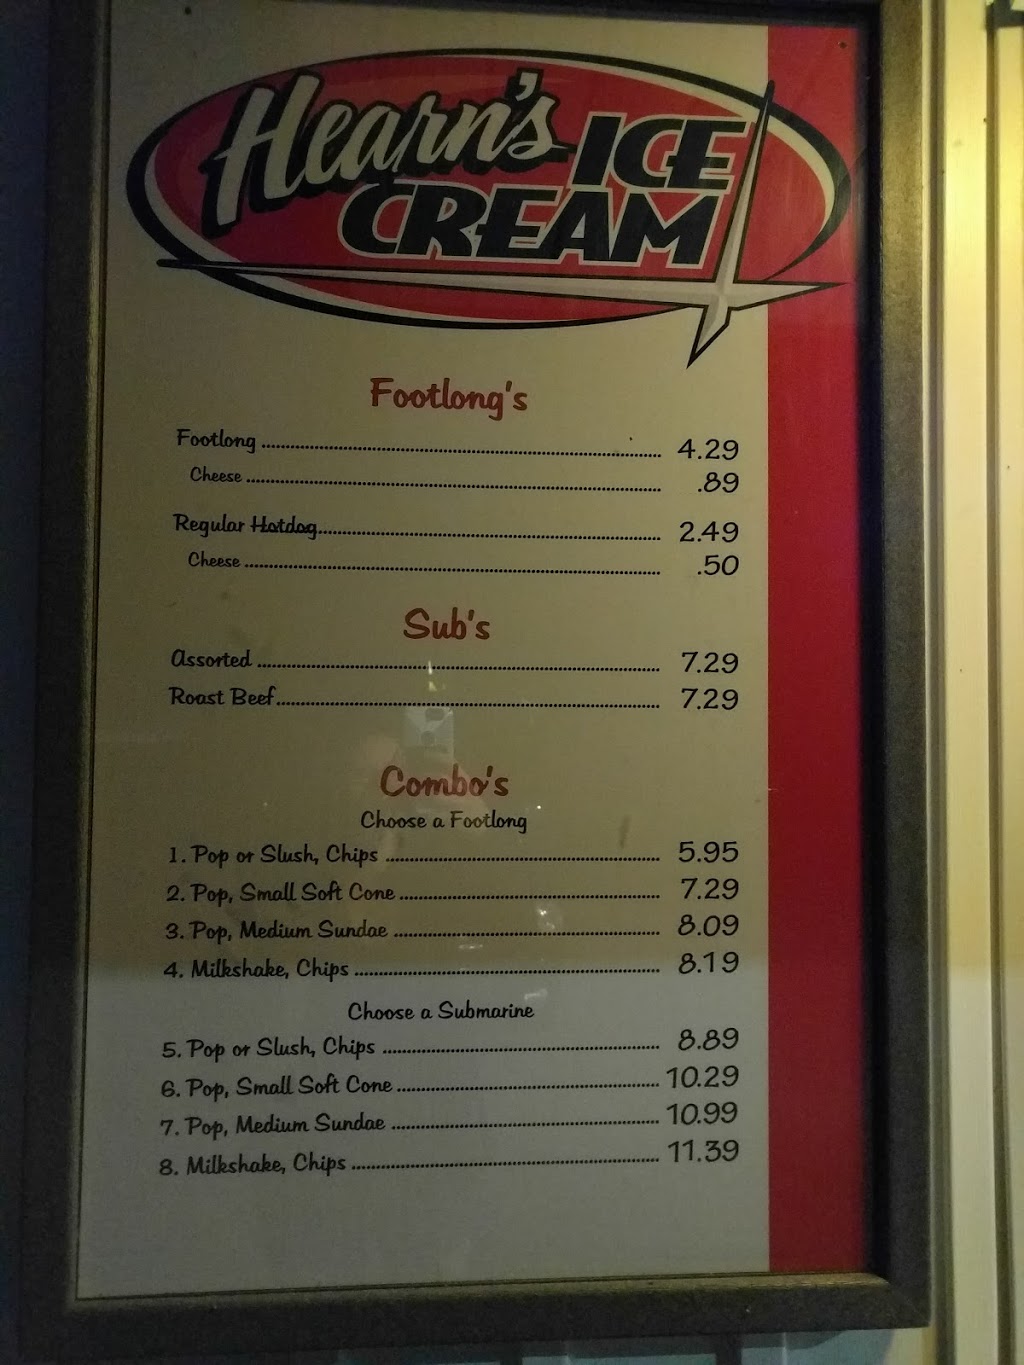 Hearn's ICE
CREAM
Footlong's
Footlong 4.29
Cheese .89
Regular Hotdog 2.49
Cheese .50
Sub's
Assorted 7.29
Roast Beef 7.29
Combo's
Choose a Footlong
1. Pop or Slush, Chips 5.95
2. Pop, Small Soft Cone 7.29
3. Pop, Medium Sundae 8.09
4. Milkshake, Chips 8.19
Choose a Submarine
5. Pop or Slush, Chips 8.89
6. Pop, Small Soft Cone 10.29
7. Pop, Medium Sundae 10.99
8. Milkshake, Chips 11.39